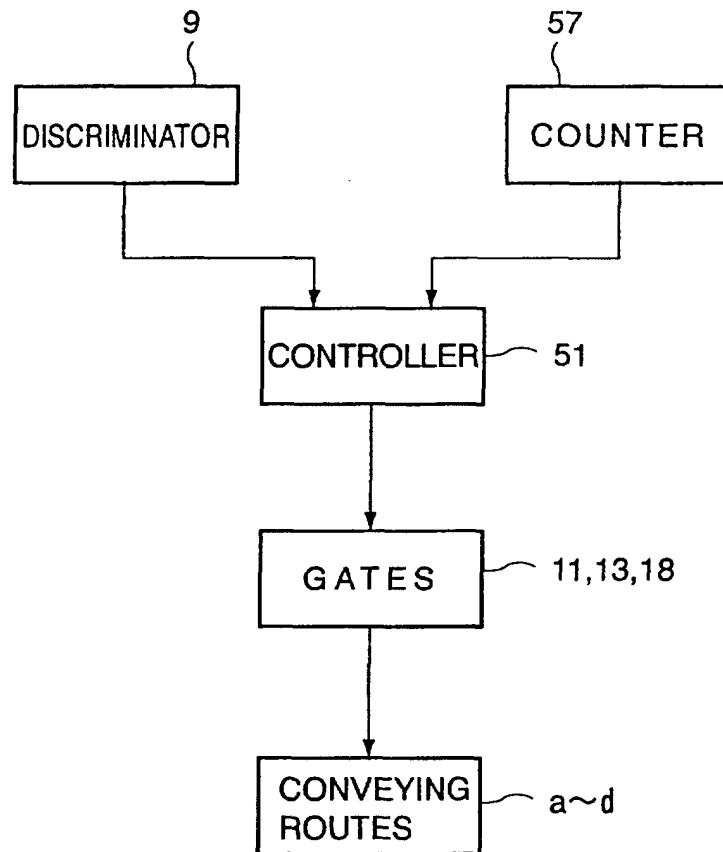 9
57
DISCRIMINATOR
COUNTER
CONTROLLER
51
GATES
11,13,18
CONVEYING
ROUTES
a~d